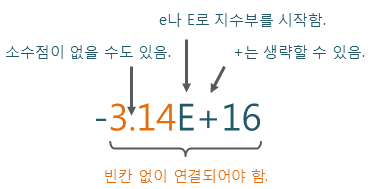 e나 E로 지수부를 시작함.
소수점이 없을 수도 있음.
+는 생략할 수 있음.
-3.14E+16
빈칸 없이 연결되어야 함.